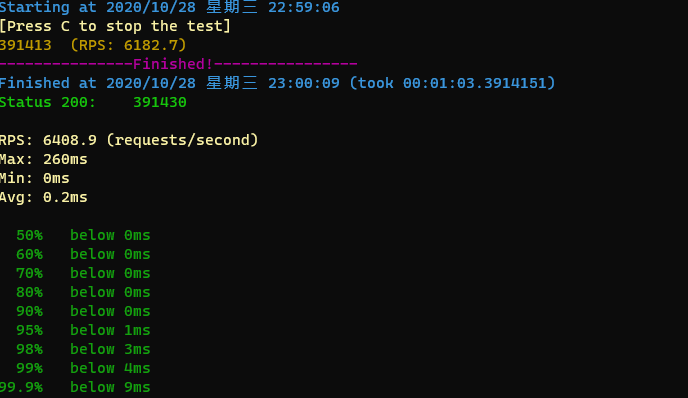 Starting at 2020/10/28 星期三 22:59:06
[Press C to stop the test]
391413  (RPS: 6182.7)
---------------Finished!----------------
Finished at 2020/10/28 星期三 23:00:09 (took 00:01:03.3914151)
Status 200:    391430
RPS: 6408.9 (requests/second)
Max: 260ms
Min: 0ms
Avg: 0.2ms
50%   below 0ms
60%   below 0ms
70%   below 0ms
80%   below 0ms
90%   below 0ms
95%   below 1ms
98%   below 3ms
99%   below 4ms
99.9%   below 9ms